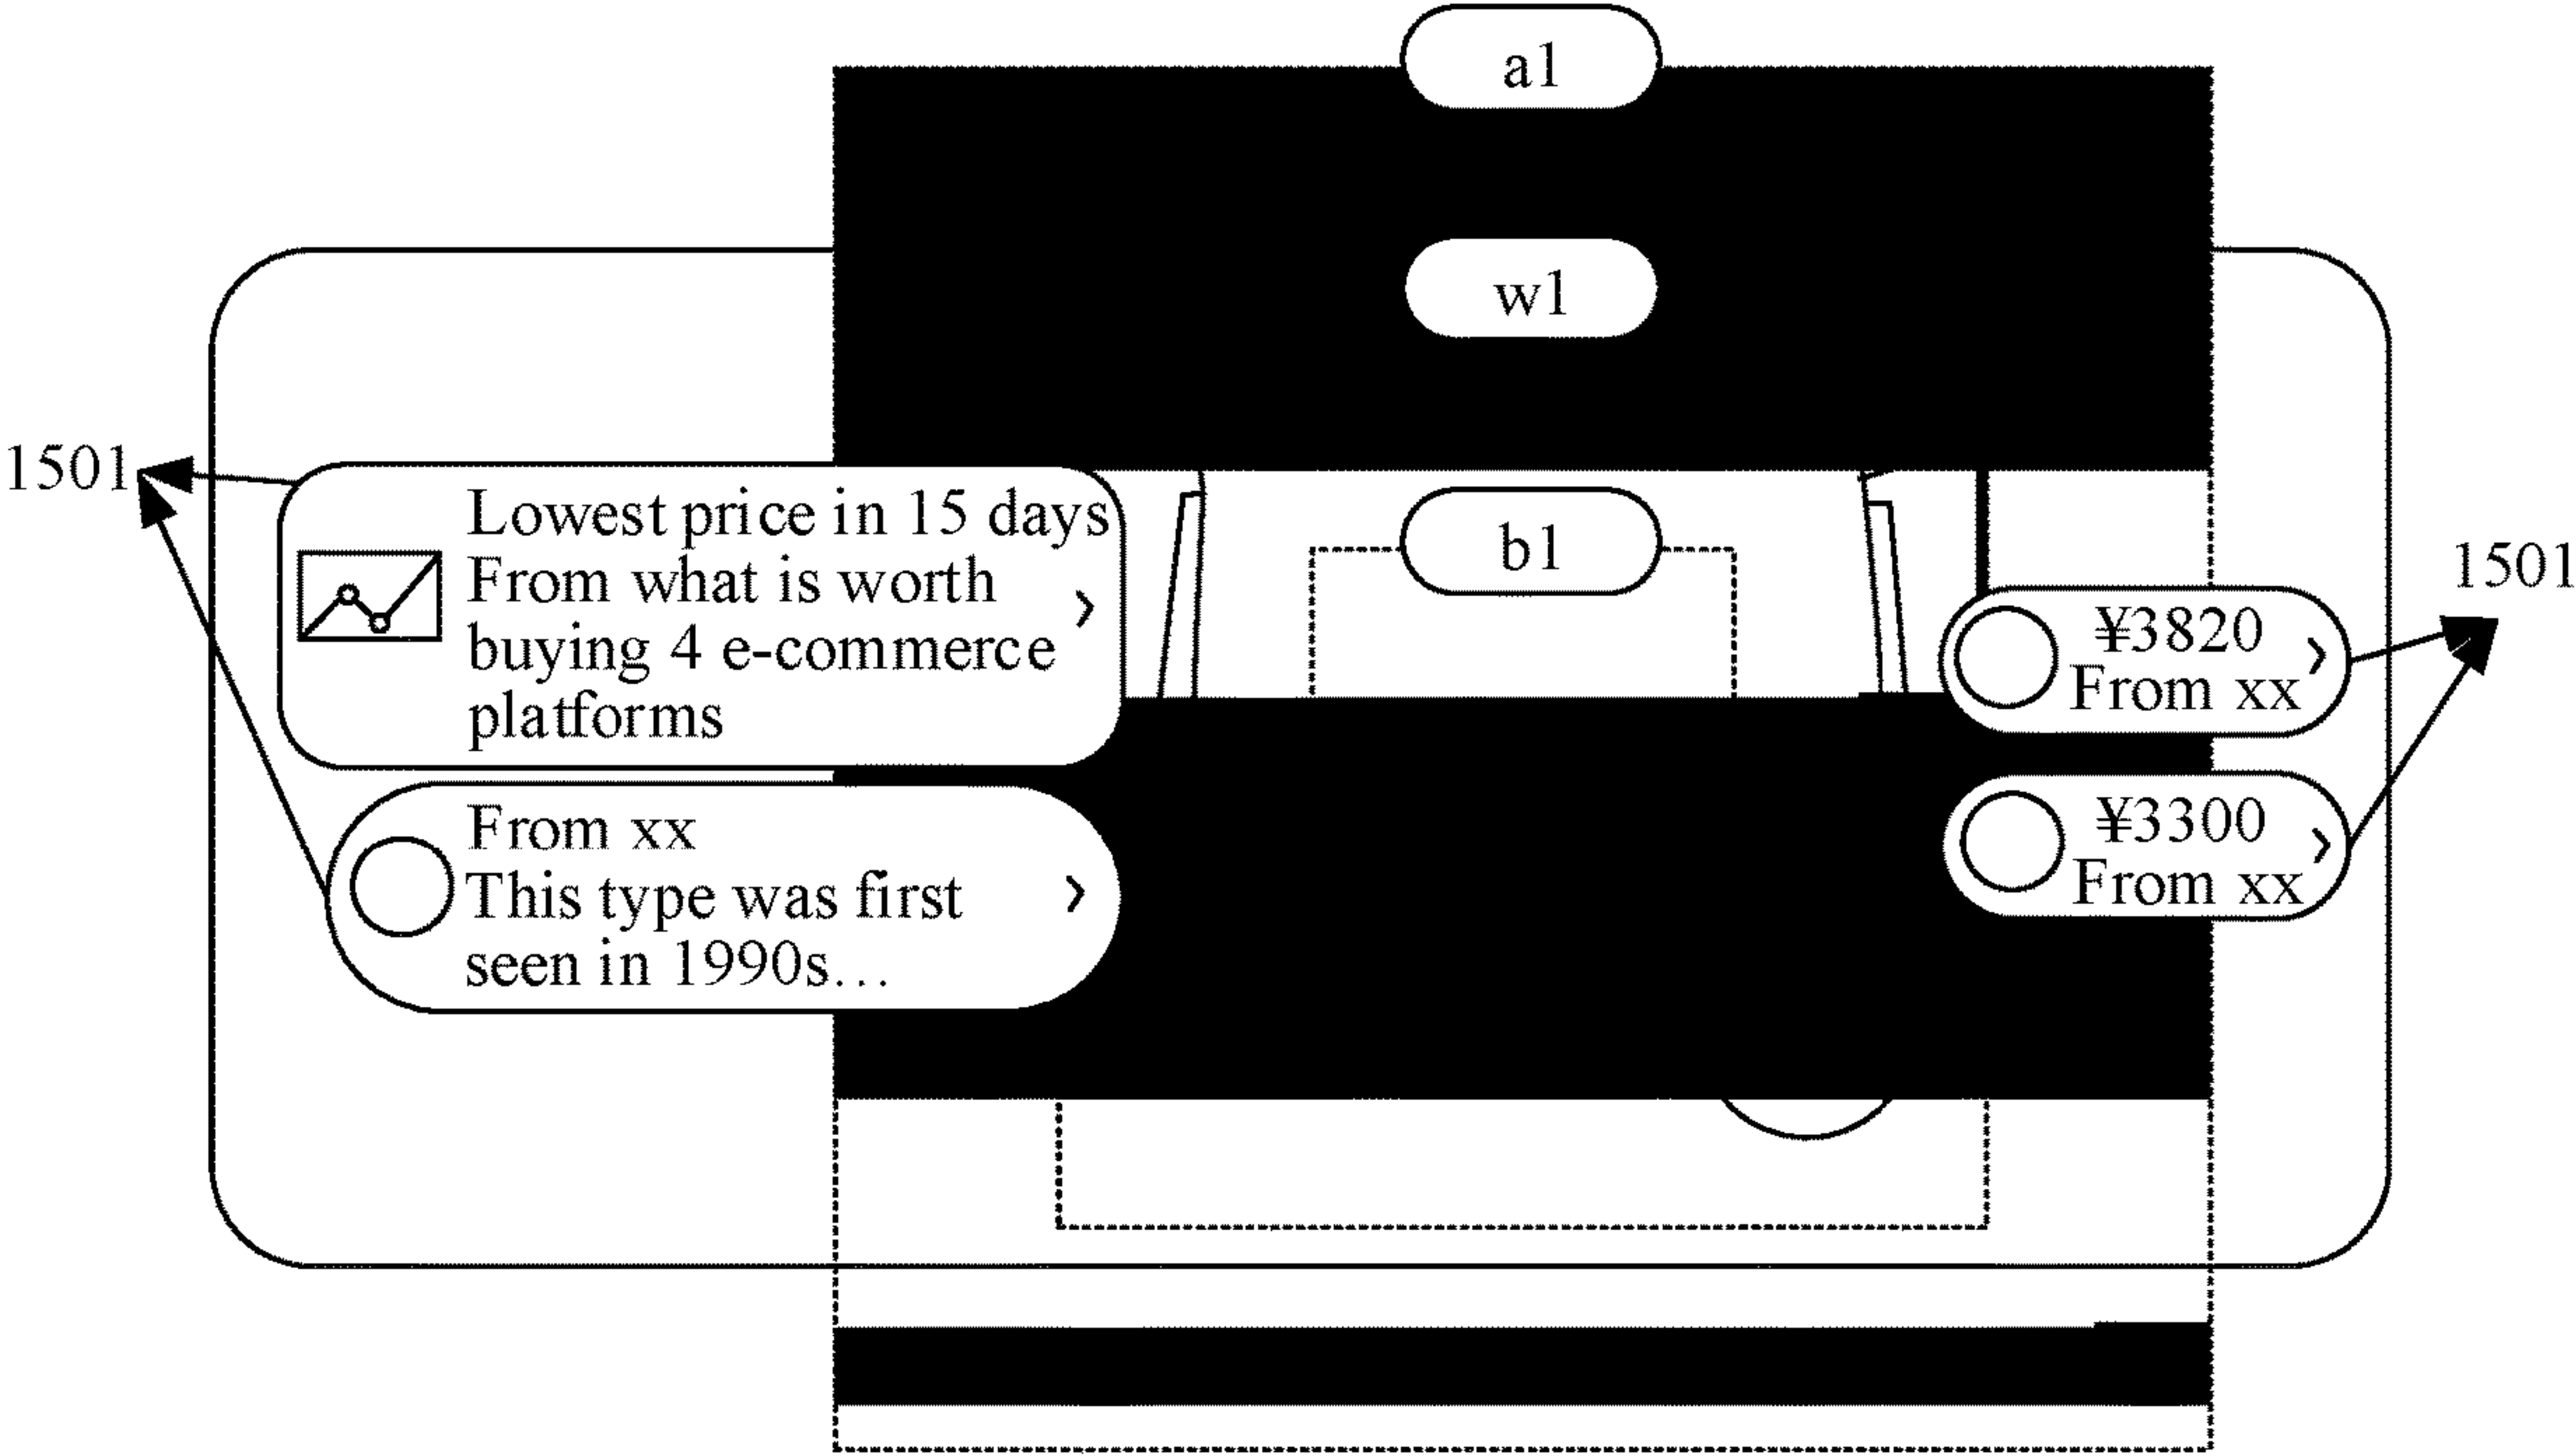 a1
w1
1501
Lowest price in 15 days
From what is worth
buying 4 e-commerce
platforms
b1
1501
¥3820
From xx
¥3300
From xx
From xx
This type was first
seen in 1990s…